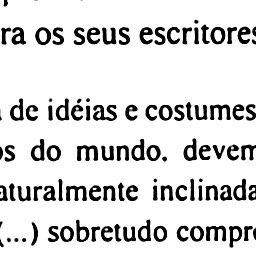 ra os seus escritores
de idéias e costumes
os do mundo. devem
aturalmente inclinada
(...) sobretudo compre